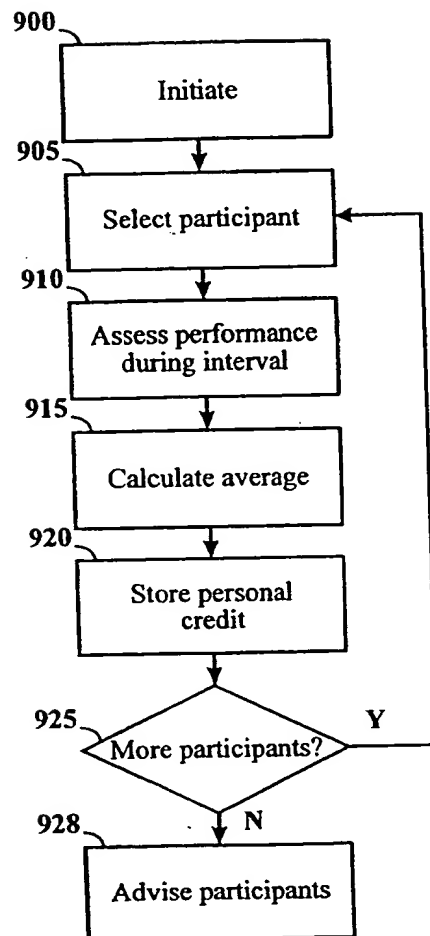 900
Initiate
905
Select participant
910
Assess performance
during interval
915
Calculate average
920
Store personal
credit
925
More participants?
Y
N
928
Advise participants